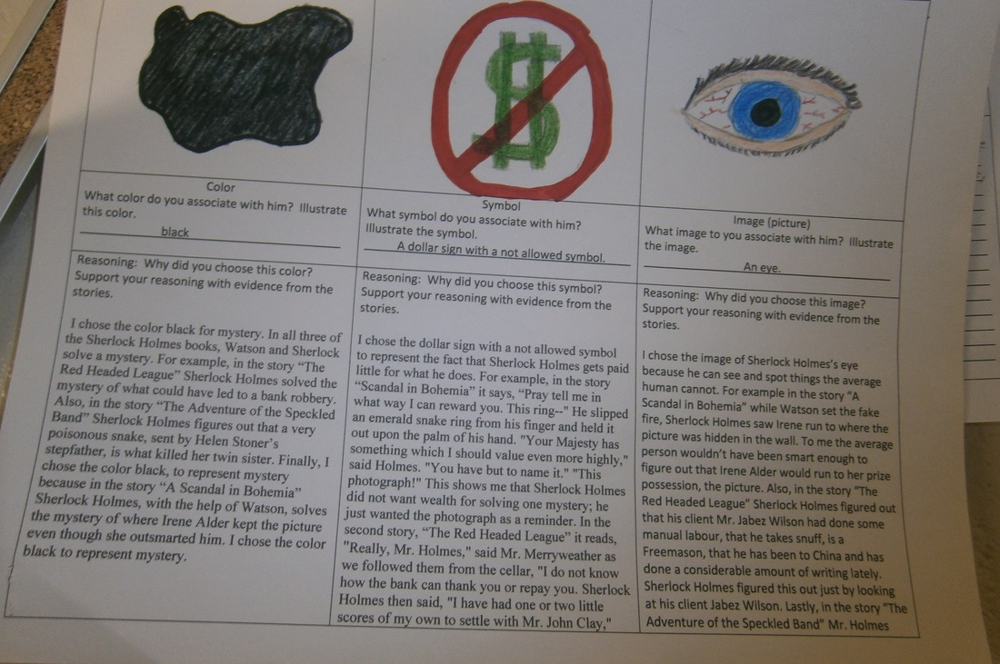 Color
What color do you associate with him?  Illustrate
this color.
black
Reasoning:  Why did you choose this color?
Support your reasoning with evidence from the
stories.
I chose the color black for mystery. In all three of
the Sherlock Holmes books, Watson and Sherlock
solve a mystery. For example, in the story “The
Red Headed League” Sherlock Holmes solved the
mystery of what could have led to a bank robbery.
Also, in the story “The Adventure of the Speckled
Band” Sherlock Holmes figures out that a very
poisonous snake, sent by Helen Stoner’s
stepfather, is what killed her twin sister. Finally, I
chose the color black, to represent mystery
because in the story “A Scandal in Bohemia”
Sherlock Holmes, with the help of Watson, solves
the mystery of where Irene Alder kept the picture
even though she outsmarted him. I chose the color
black to represent mystery.
Symbol
What symbol do you associate with him?
Illustrate the symbol.
A dollar sign with a not allowed symbol.
Reasoning:  Why did you choose this symbol?
Support your reasoning with evidence from the
stories.
I chose the dollar sign with a not allowed symbol
to represent the fact that Sherlock Holmes gets paid
little for what he does. For example, in the story
“Scandal in Bohemia” it says, “Pray tell me in
what way I can reward you. This ring--" He slipped
an emerald snake ring from his finger and held it
out upon the palm of his hand. "Your Majesty has
something which I should value even more highly,"
said Holmes. "You have but to name it." "This
photograph!" This shows me that Sherlock Holmes
did not want wealth for solving one mystery; he
just wanted the photograph as a reminder. In the
second story, “The Red Headed League” it reads,
"Really, Mr. Holmes," said Mr. Merryweather as
we followed them from the cellar, "I do not know
how the bank can thank you or repay you. Sherlock
Holmes then said, "I have had one or two little
scores of my own to settle with Mr. John Clay,"
Image (picture)
What image to you associate with him?  Illustrate
the image.
An eye.
Reasoning:  Why did you choose this image?
Support your reasoning with evidence from the
stories.
I chose the image of Sherlock Holmes’s eye
because he can see and spot things the average
human cannot. For example in the story “A
Scandal in Bohemia” while Watson set the fake
fire, Sherlock Holmes saw Irene run to where the
picture was hidden in the wall. To me the average
person wouldn’t have been smart enough to
figure out that Irene Alder would run to her prize
possession, the picture. Also, in the story “The
Red Headed League” Sherlock Holmes figured out
that his client Mr. Jabez Wilson had done some
manual labour, that he takes snuff, is a
Freemason, that he has been to China and has
done a considerable amount of writing lately.
Sherlock Holmes figured this out just by looking
at his client Jabez Wilson. Lastly, in the story “The
Adventure of the Speckled Band” Mr. Holmes